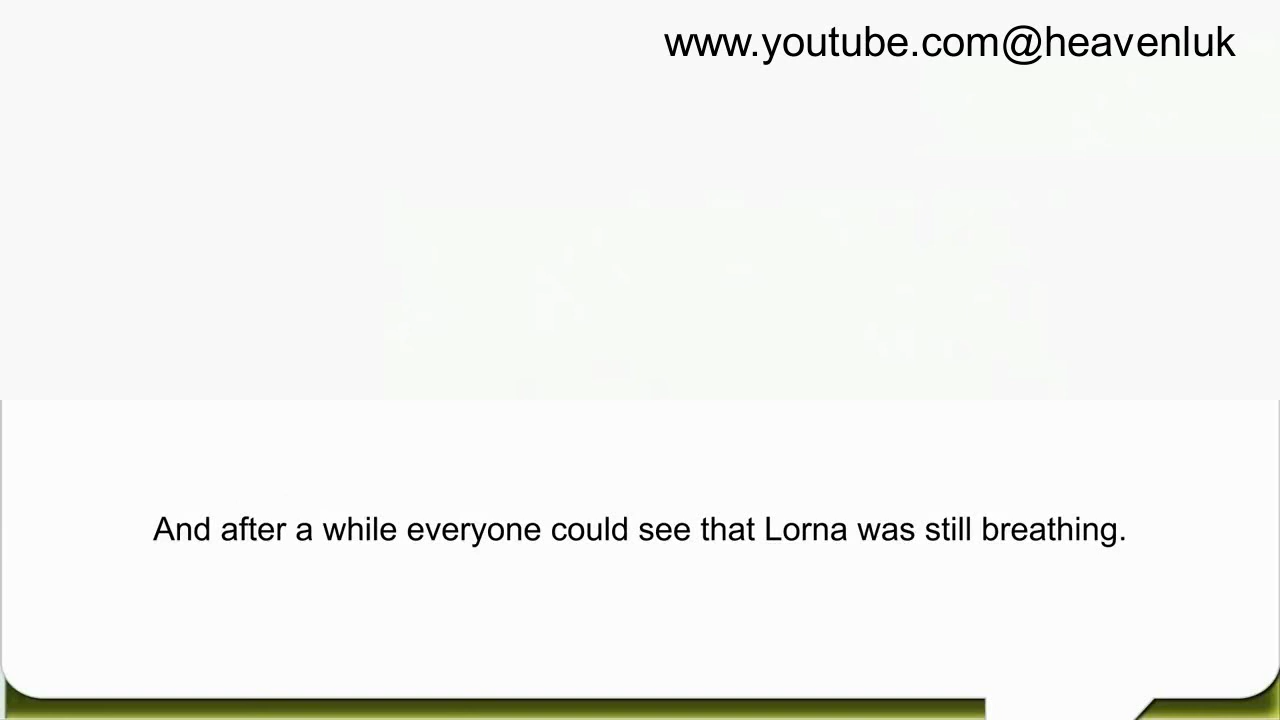 www.youtube.com@heavenluk
And after a while everyone could see that Lorna was still breathing.